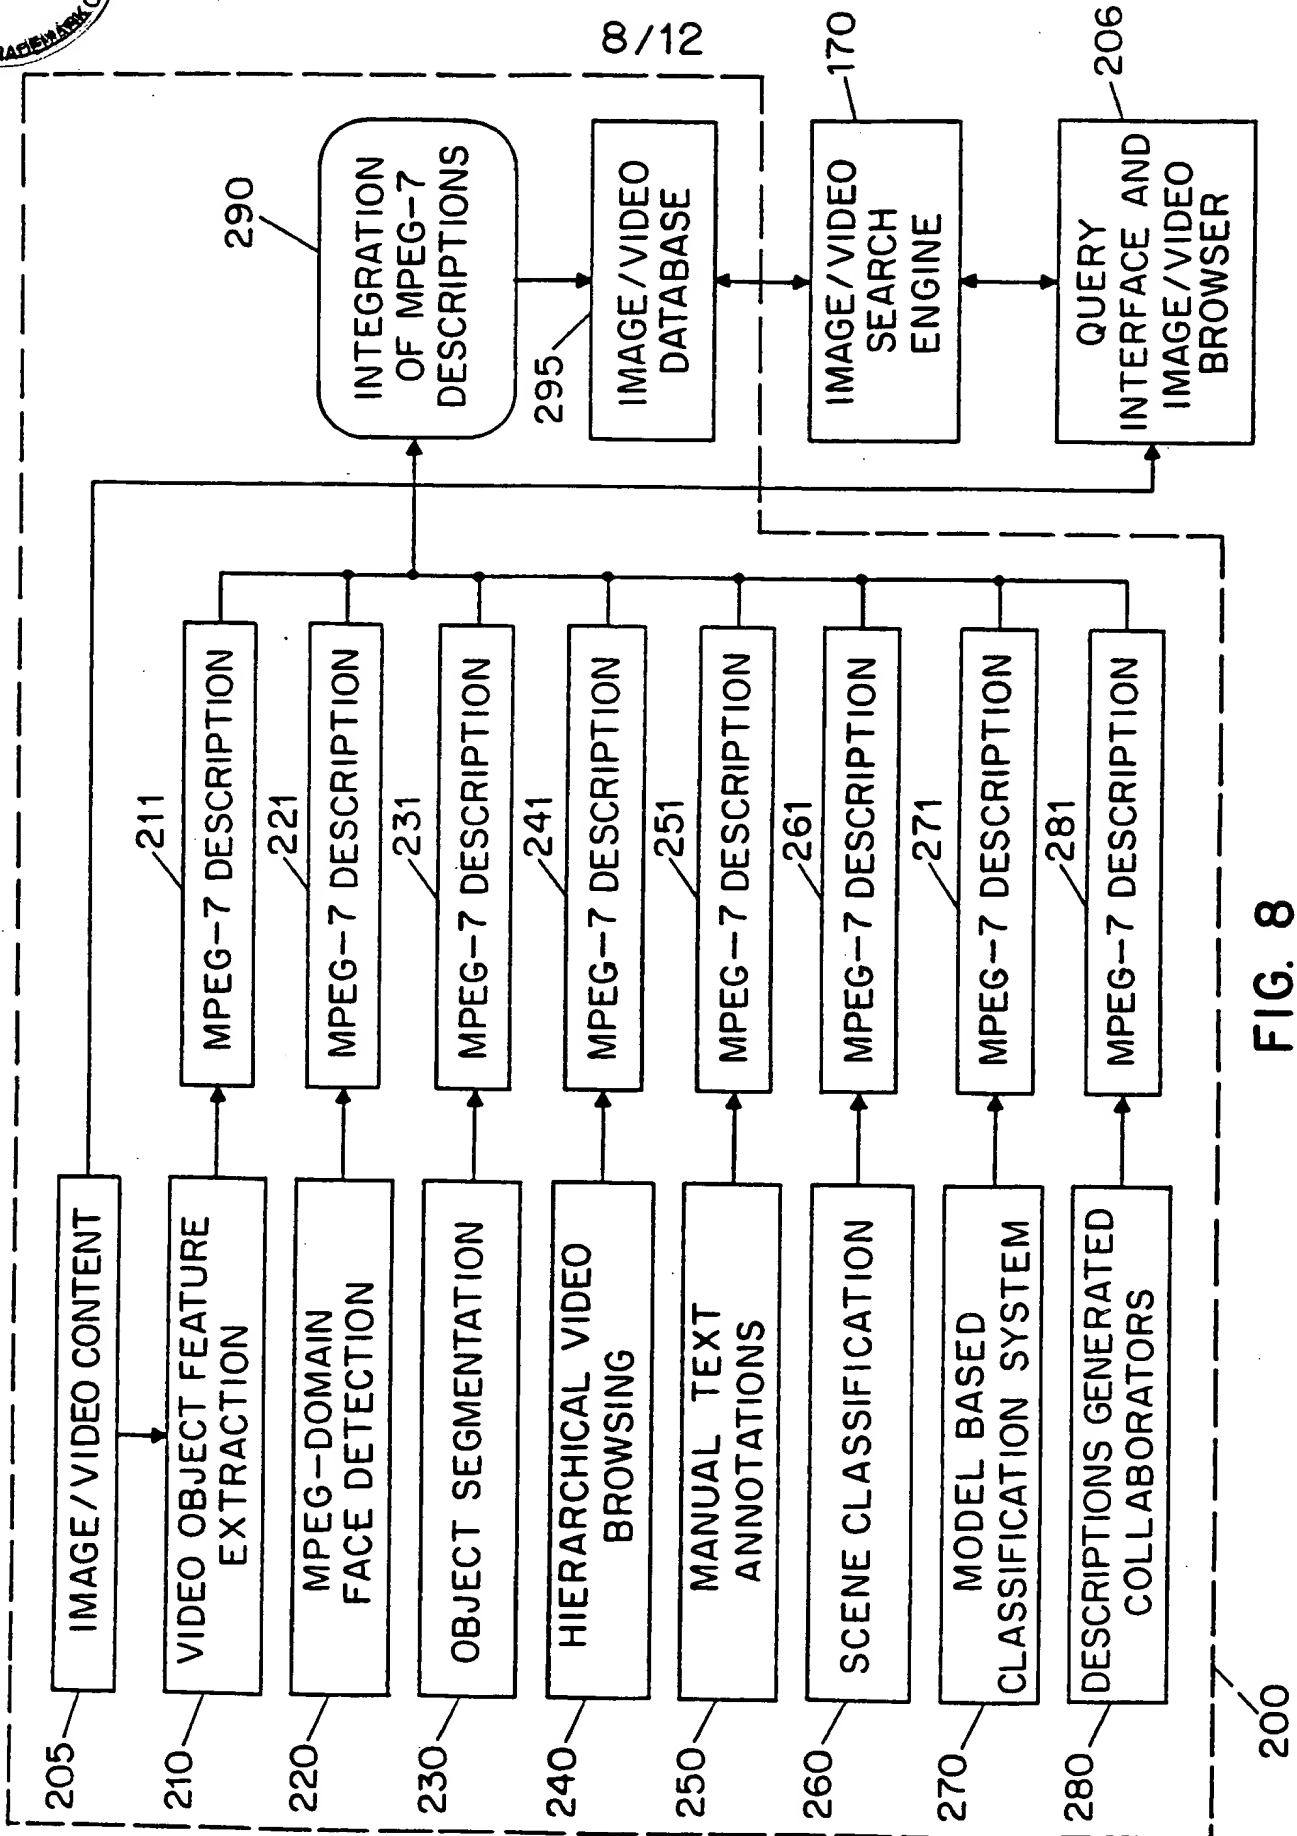 8/12
205
IMAGE/VIDEO CONTENT
210
VIDEO OBJECT FEATURE
EXTRACTION
211
MPEG-7 DESCRIPTION
220
MPEG-DOMAIN
FACE DETECTION
221
MPEG-7 DESCRIPTION
230
OBJECT SEGMENTATION
231
MPEG-7 DESCRIPTION
240
HIERARCHICAL VIDEO
BROWSING
241
MPEG-7 DESCRIPTION
250
MANUAL TEXT
ANNOTATIONS
251
MPEG-7 DESCRIPTION
260
SCENE CLASSIFICATION
261
MPEG-7 DESCRIPTION
270
MODEL BASED
CLASSIFICATION SYSTEM
271
MPEG-7 DESCRIPTION
280
DESCRIPTIONS GENERATED
COLLABORATORS
281
MPEG-7 DESCRIPTION
290
INTEGRATION
OF MPEG-7
DESCRIPTIONS
295
IMAGE/VIDEO
DATABASE
170
IMAGE/VIDEO
SEARCH
ENGINE
206
QUERY
INTERFACE AND
IMAGE/VIDEO
BROWSER
200
FIG. 8